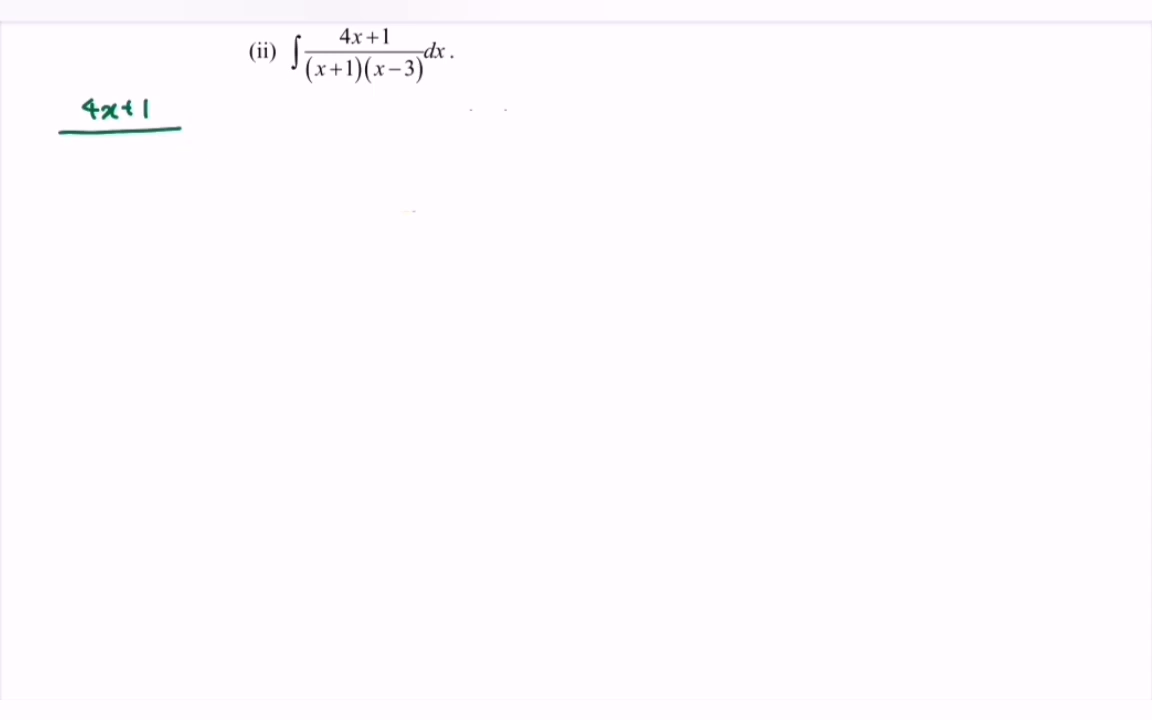 (ii) ∫ 4x+1 / (x+1)(x−3) dx .
4x+1